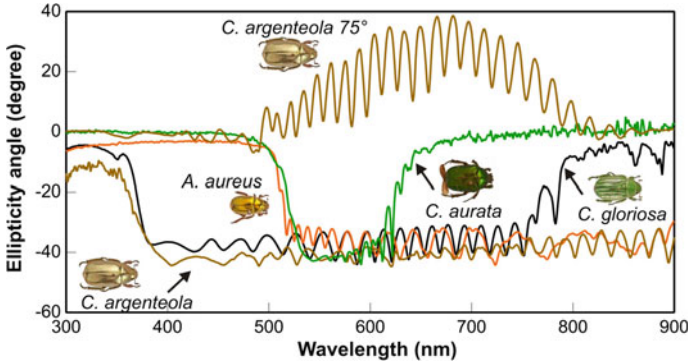 C. argenteola 75°
40
20
0
-20
-40
-60
Ellipticity angle (degree)
A. aureus
C. aurata
C. gloriosa
C. argenteola
300
400
500
600
700
800
900
Wavelength (nm)